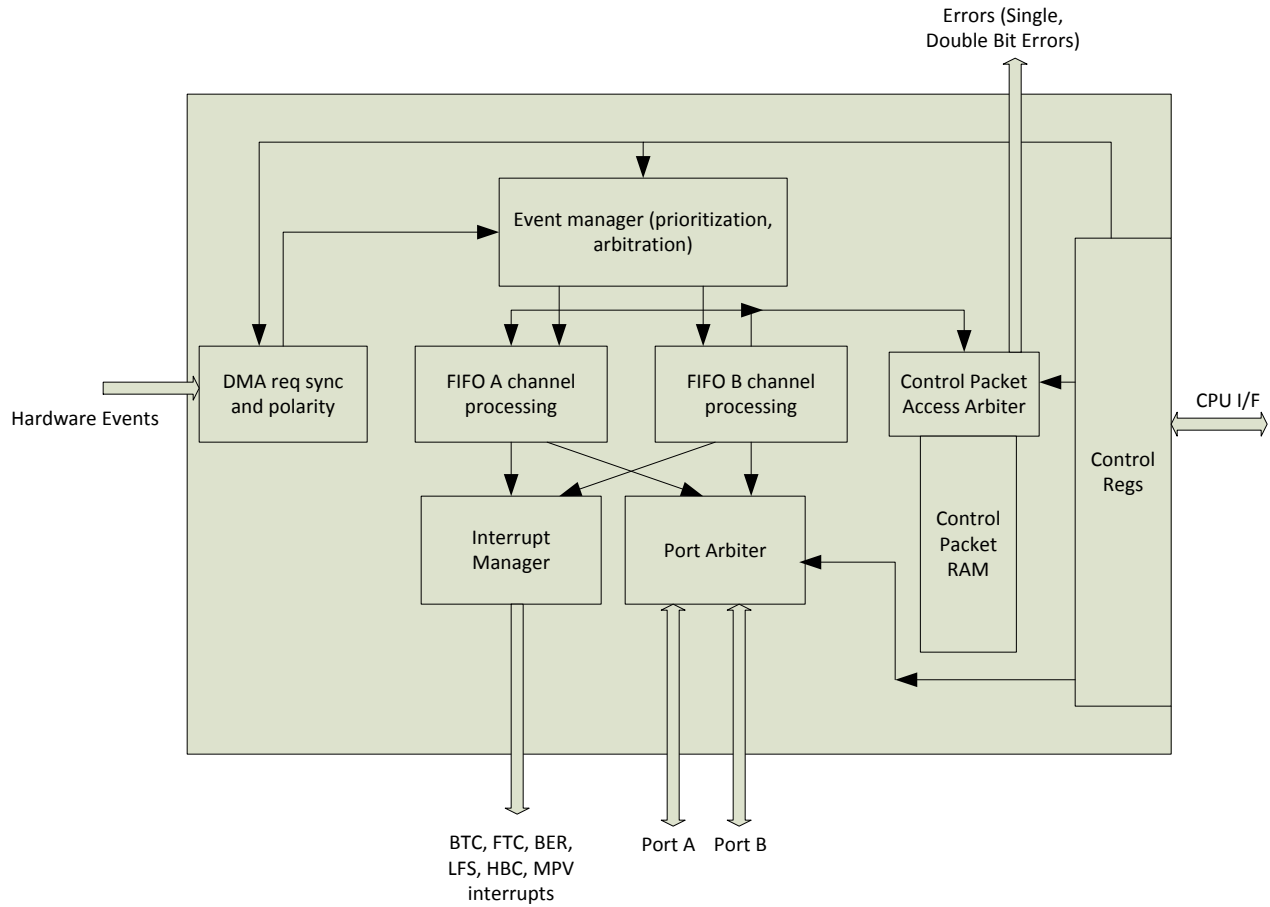 Errors (Single,
Double Bit Errors)
Event manager (prioritization,
arbitration)
DMA req sync
and polarity
FIFO A channel
processing
FIFO B channel
processing
Control Packet
Access Arbiter
Hardware Events
CPU I/F
Control
Regs
Interrupt
Manager
Port Arbiter
Control
Packet
RAM
BTC, FTC, BER,
LFS, HBC, MPV
interrupts
Port A
Port B